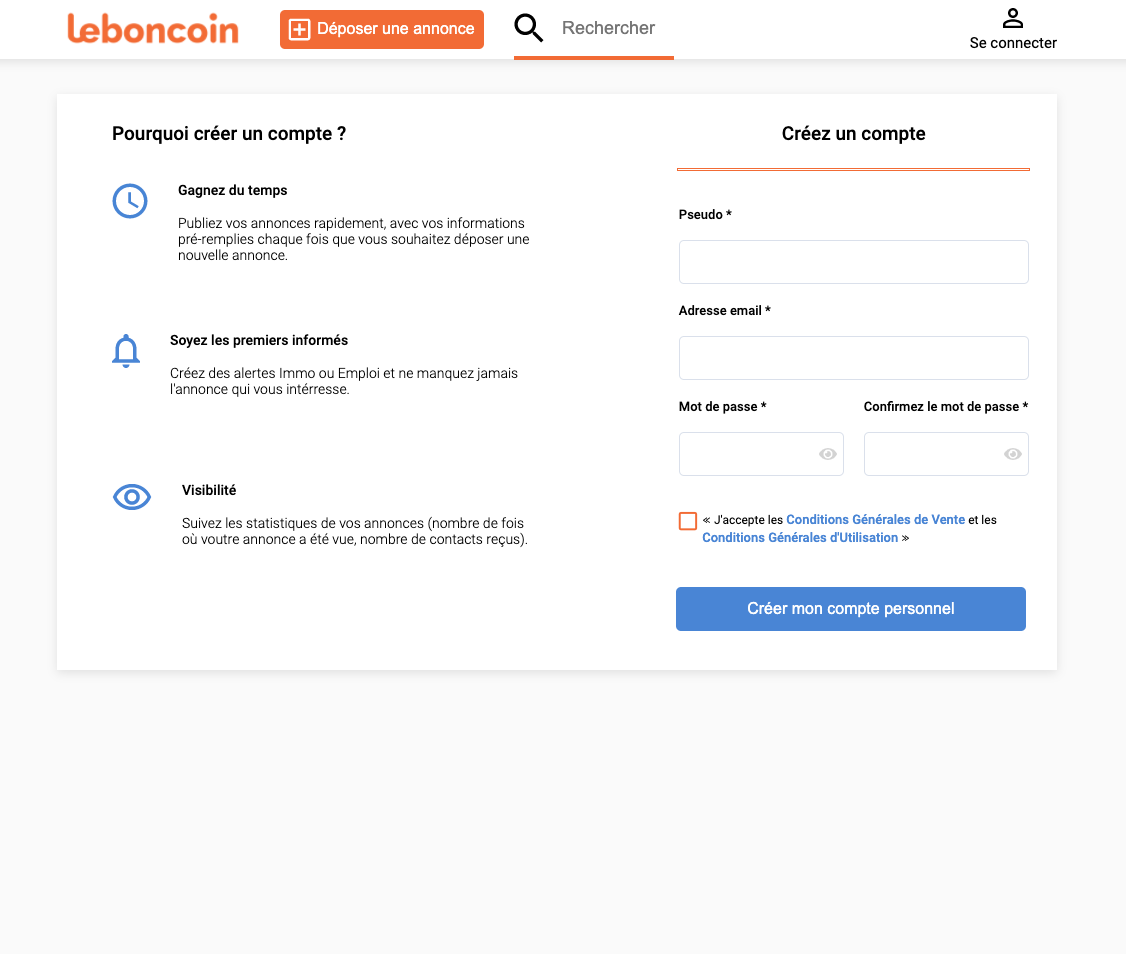 leboncoin
Déposer une annonce
Rechercher
Se connecter
Pourquoi créer un compte ?
Gagnez du temps
Publiez vos annonces rapidement, avec vos informations
pré-remplies chaque fois que vous souhaitez déposer une
nouvelle annonce.
Soyez les premiers informés
Créez des alertes Immo ou Emploi et ne manquez jamais
l'annonce qui vous intérresse.
Visibilité
Suivez les statistiques de vos annonces (nombre de fois
où voutre annonce a été vue, nombre de contacts reçus).
Créez un compte
Pseudo *
Adresse email *
Mot de passe *
Confirmez le mot de passe *
« J'accepte les Conditions Générales de Vente et les
Conditions Générales d'Utilisation »
Créer mon compte personnel